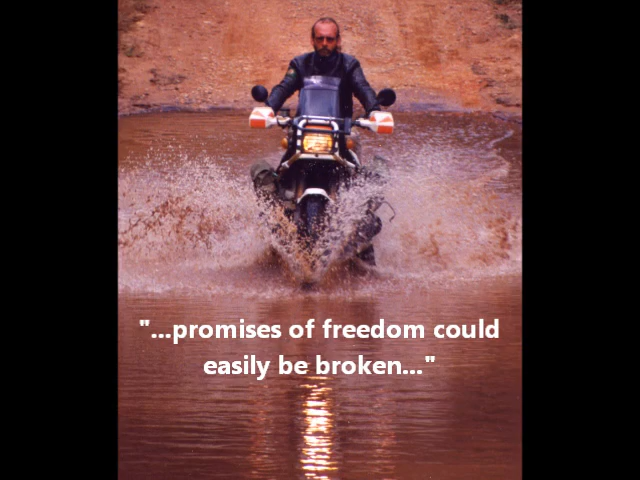 "...promises of freedom could
easily be broken..."